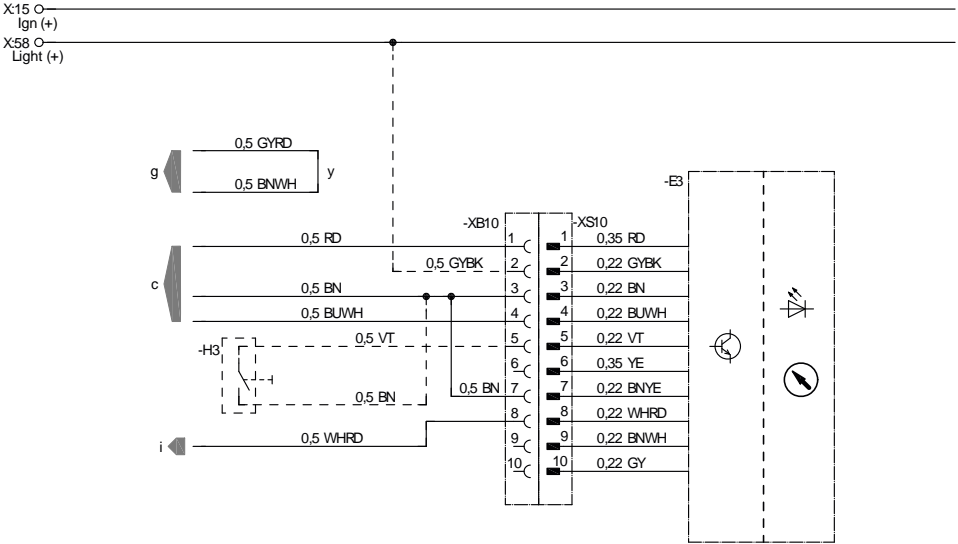 X:15
Ign (+)
X:58
Light (+)
0,5 GYRD
g
y
0,5 BNWH
-E3
-XB10
-XS10
0,5 RD
1
1
0,35 RD
0,5 GYBK
2
2
0,22 GYBK
c
0,5 BN
3
3
0,22 BN
0,5 BUWH
4
4
0,22 BUWH
-H3
0,5 VT
5
5
0,22 VT
6
6
0,35 YE
0,5 BN
0,5 BN
7
7
0,22 BNYE
8
8
0,22 WHRD
i
0,5 WHRD
9
9
0,22 BNWH
10
10
0,22 GY